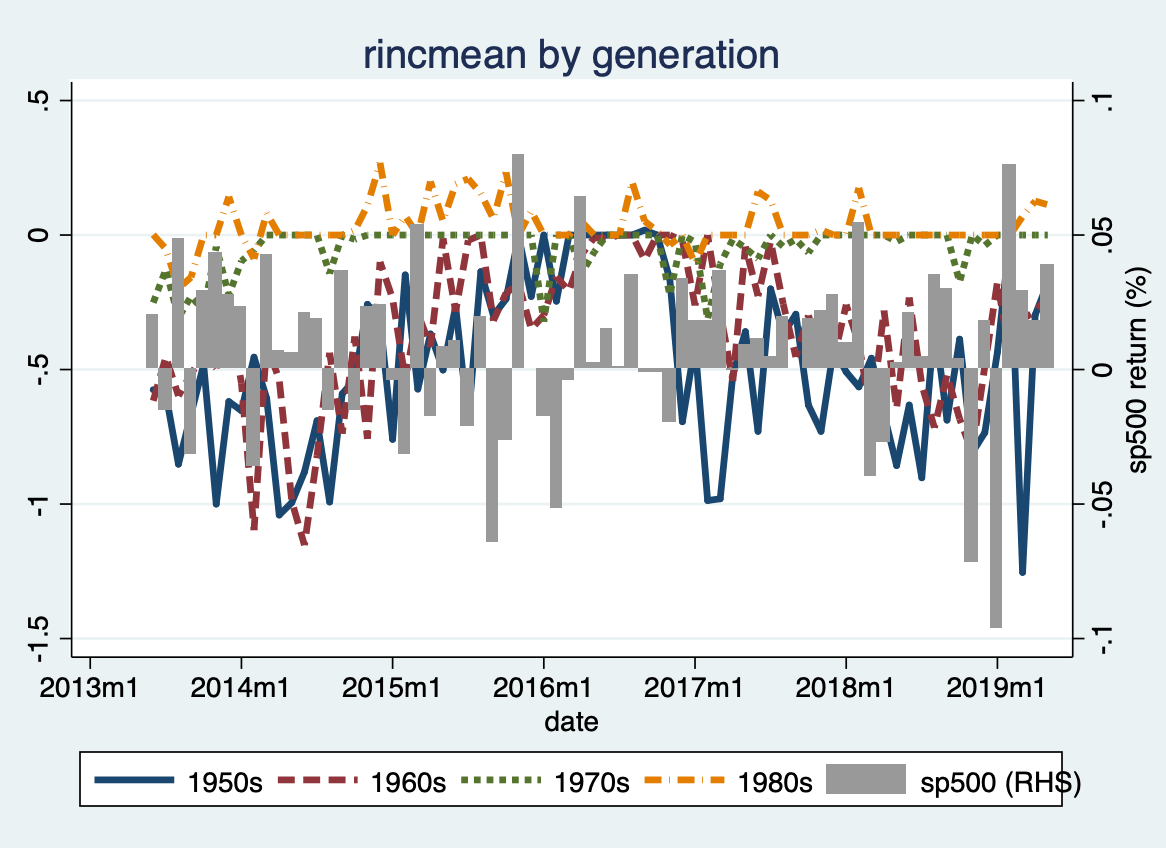 rincmean by generation
.5
0
-.5
-1
-1.5
.1
.05
0
-.05
-.1
sp500 return (%)
2013m1 2014m1 2015m1 2016m1 2017m1 2018m1 2019m1
date
1950s 1960s 1970s 1980s sp500 (RHS)